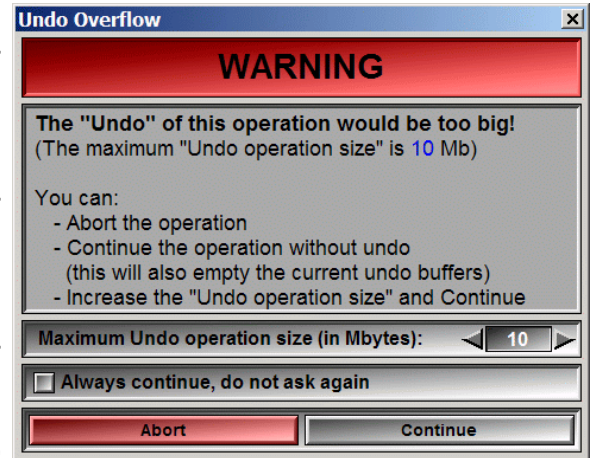 Undo Overflow
WARNING
The "Undo" of this operation would be too big!
(The maximum "Undo operation size" is 10 Mb)
You can:
- Abort the operation
- Continue the operation without undo
(this will also empty the current undo buffers)
- Increase the "Undo operation size" and Continue
Maximum Undo operation size (in Mbytes): 10
Always continue, do not ask again
Abort Continue